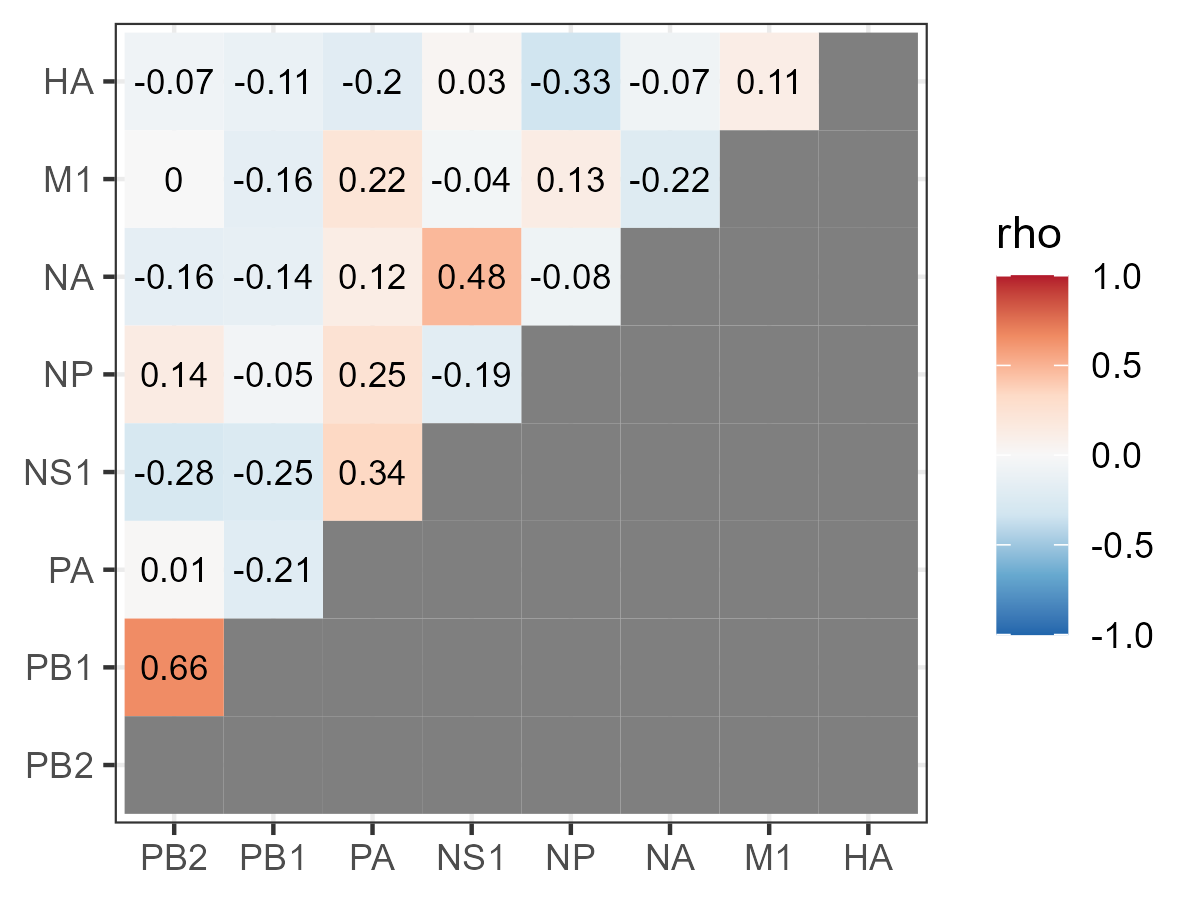 HA -0.07 -0.11 -0.2 0.03 -0.33 -0.07 0.11
M1 0 -0.16 0.22 -0.04 0.13 -0.22
NA -0.16 -0.14 0.12 0.48 -0.08
NP 0.14 -0.05 0.25 -0.19
NS1 -0.28 -0.25 0.34
PA 0.01 -0.21
PB1 0.66
PB2
PB2 PB1 PA NS1 NP NA M1 HA
rho
1.0
0.5
0.0
-0.5
-1.0